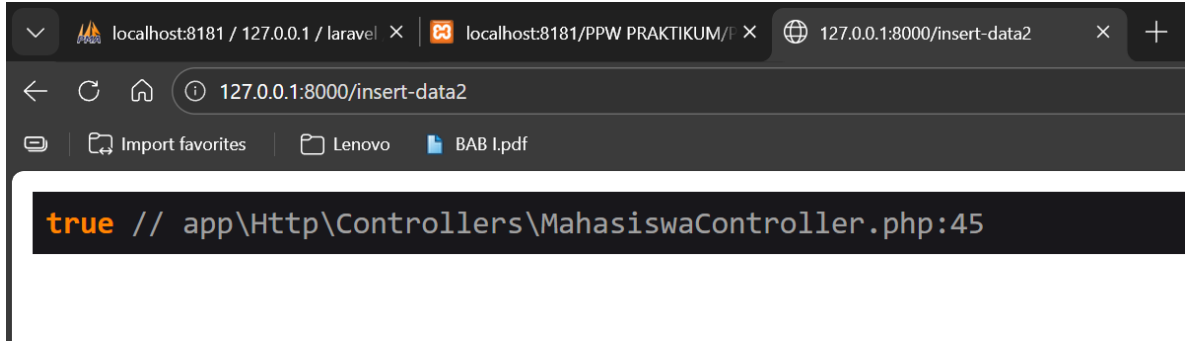 localhost:8181 / 127.0.0.1 / laravel
localhost:8181/PPW PRAKTIKUM/P
127.0.0.1:8000/insert-data2
127.0.0.1:8000/insert-data2
Import favorites
Lenovo
BAB I.pdf
true // app\Http\Controllers\MahasiswaController.php:45